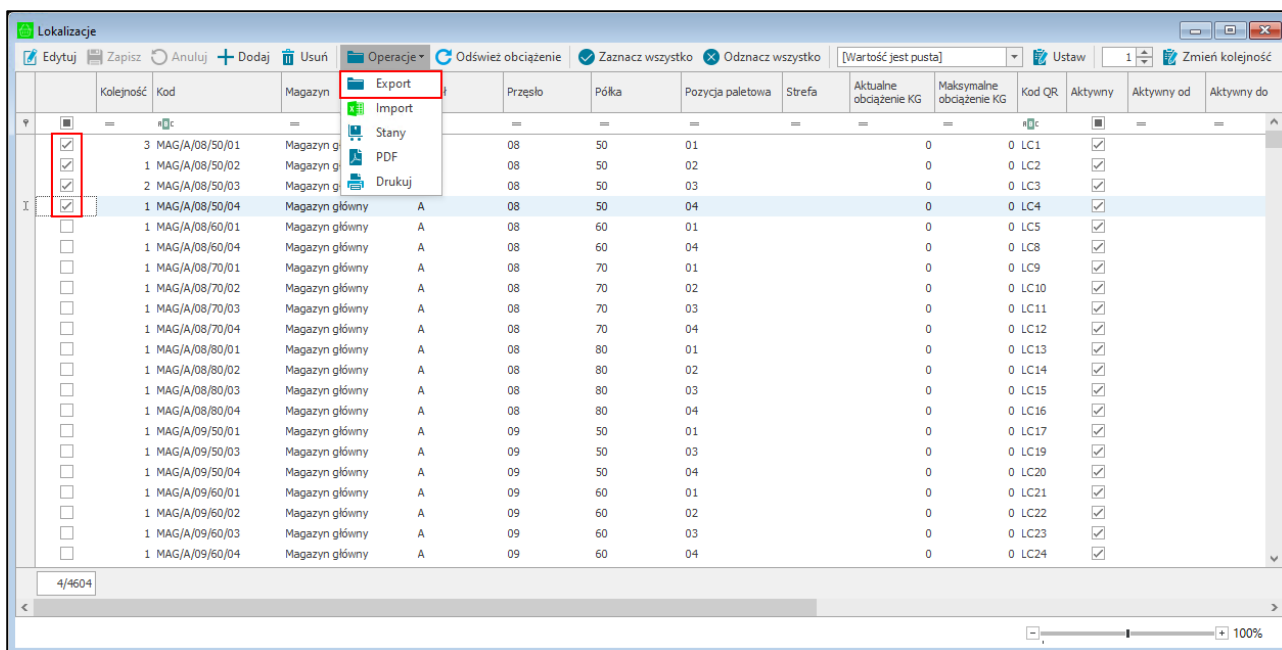 Lokalizacje
Edytuj Zapisz Anuluj Dodaj Usuń Operacje Odśwież obciążenie Zaznacz wszystko Odznacz wszystko [Wartość jest pusta] Ustaw 1 Zmień kolejność
Export
Import
Stany
PDF
Drukuj
Kolejność Kod Magazyn Przęsło Półka Pozycja paletowa Strefa Aktualne obciążenie KG Maksymalne obciążenie KG Kod QR Aktywny Aktywny od Aktywny do
3 MAG/A/08/50/01 Magazyn g 08 50 01 0 0 LC1
1 MAG/A/08/50/02 Magazyn g 08 50 02 0 0 LC2
2 MAG/A/08/50/03 Magazyn g 08 50 03 0 0 LC3
1 MAG/A/08/50/04 Magazyn główny A 08 50 04 0 0 LC4
1 MAG/A/08/60/01 Magazyn główny A 08 60 01 0 0 LC5
1 MAG/A/08/60/04 Magazyn główny A 08 60 04 0 0 LC8
1 MAG/A/08/70/01 Magazyn główny A 08 70 01 0 0 LC9
1 MAG/A/08/70/02 Magazyn główny A 08 70 02 0 0 LC10
1 MAG/A/08/70/03 Magazyn główny A 08 70 03 0 0 LC11
1 MAG/A/08/70/04 Magazyn główny A 08 70 04 0 0 LC12
1 MAG/A/08/80/01 Magazyn główny A 08 80 01 0 0 LC13
1 MAG/A/08/80/02 Magazyn główny A 08 80 02 0 0 LC14
1 MAG/A/08/80/03 Magazyn główny A 08 80 03 0 0 LC15
1 MAG/A/08/80/04 Magazyn główny A 08 80 04 0 0 LC16
1 MAG/A/09/50/01 Magazyn główny A 09 50 01 0 0 LC17
1 MAG/A/09/50/03 Magazyn główny A 09 50 03 0 0 LC19
1 MAG/A/09/50/04 Magazyn główny A 09 50 04 0 0 LC20
1 MAG/A/09/60/01 Magazyn główny A 09 60 01 0 0 LC21
1 MAG/A/09/60/02 Magazyn główny A 09 60 02 0 0 LC22
1 MAG/A/09/60/03 Magazyn główny A 09 60 03 0 0 LC23
1 MAG/A/09/60/04 Magazyn główny A 09 60 04 0 0 LC24
4/4604
100%